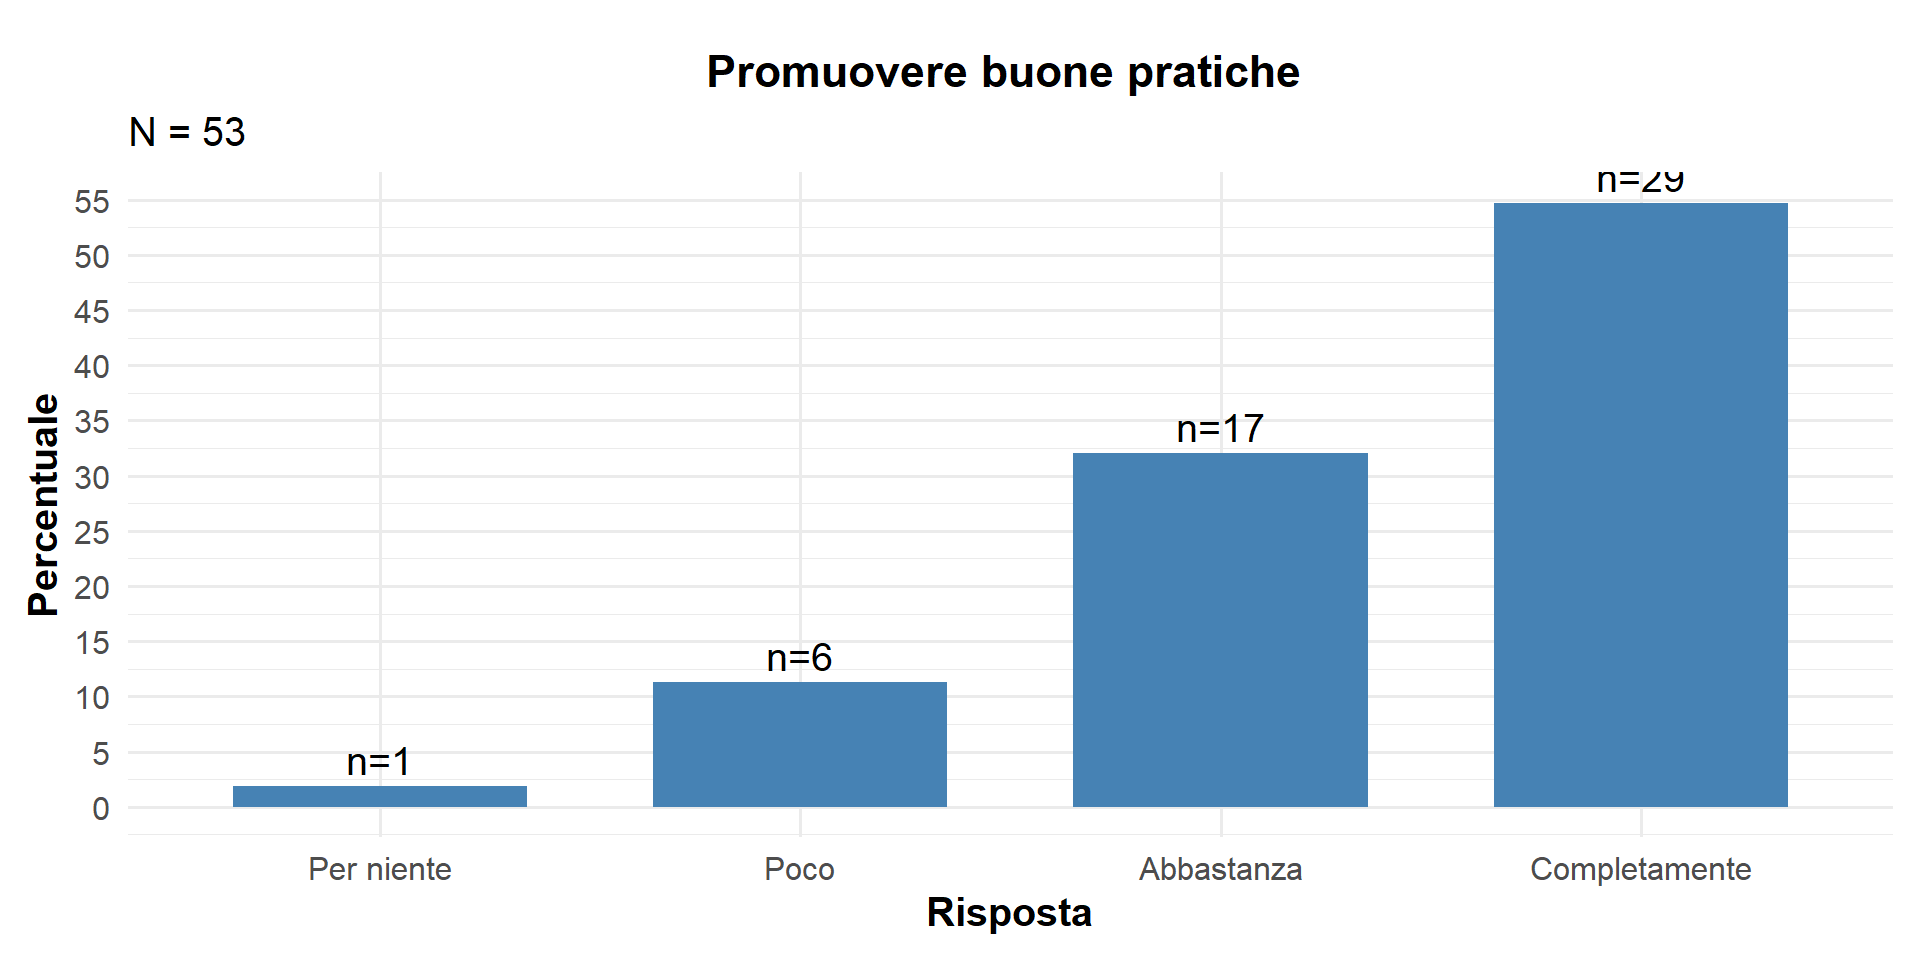 Promuovere buone pratiche
N = 53
n=29
55
50
45
40
35
30
25
20
15
10
5
0
n=17
n=6
n=1
Percentuale
Per niente
Poco
Abbastanza
Completamente
Risposta